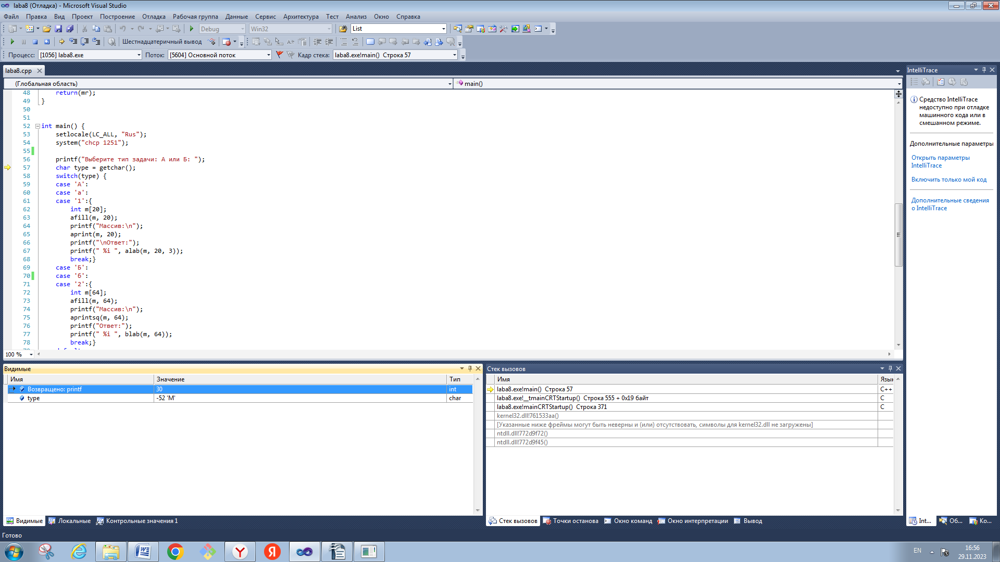 laba8 (Отладка) - Microsoft Visual Studio
Файл Правка Вид Проект Построение Отладка Рабочая группа Данные Сервис Архитектура Тест Анализ Окно Справка
Debug Win32 List
Шестнадцатеричный вывод
Процесс: [1056] laba8.exe Поток: [5604] Основной поток Кадр стека: laba8.exe!main() Строка 57
laba8.cpp
(Глобальная область) main()
48 return(mr);
49 }
50
51
52 int main() {
53 setlocale(LC_ALL, "Rus");
54 system("chcp 1251");
55
56 printf("Выберите тип задачи: А или Б: ");
57 char type = getchar();
58 switch(type) {
59 case 'А':
60 case 'а':
61 case '1':{
62 int m[20];
63 afill(m, 20);
64 printf("Массив:\n");
65 aprint(m, 20);
66 printf("\nОтвет:");
67 printf(" %i ", alab(m, 20, 3));
68 break;}
69 case 'Б':
70 case 'б':
71 case '2':{
72 int m[64];
73 afill(m, 64);
74 printf("Массив:\n");
75 aprintsq(m, 64);
76 printf("Ответ:");
77 printf(" %i ", blab(m, 64));
78 break;}
100 %
IntelliTrace
Средство IntelliTrace
недоступно при отладке
машинного кода или в
смешанном режиме.
Дополнительные параметры
Открыть параметры
IntelliTrace
Включить только мой код
Дополнительные сведения
о IntelliTrace
Видимые
Имя Значение Тип
Возвращено: printf 30 int
type -52 'М' char
Видимые Локальные Контрольные значения 1
Стек вызовов
Имя Язык
laba8.exe!main() Строка 57 C++
laba8.exe!__tmainCRTStartup() Строка 555 + 0x19 байт C
laba8.exe!mainCRTStartup() Строка 371 C
kernel32.dll!761533aa()
[Указанные ниже фреймы могут быть неверны и (или) отсутствовать, символы для kernel32.dll не загружены]
ntdll.dll!772d9f72()
ntdll.dll!772d9f45()
Стек вызовов Точки останова Окно команд Окно интерпретации Вывод
Int... Об... Ко...
Готово
EN
16:56
29.11.2023